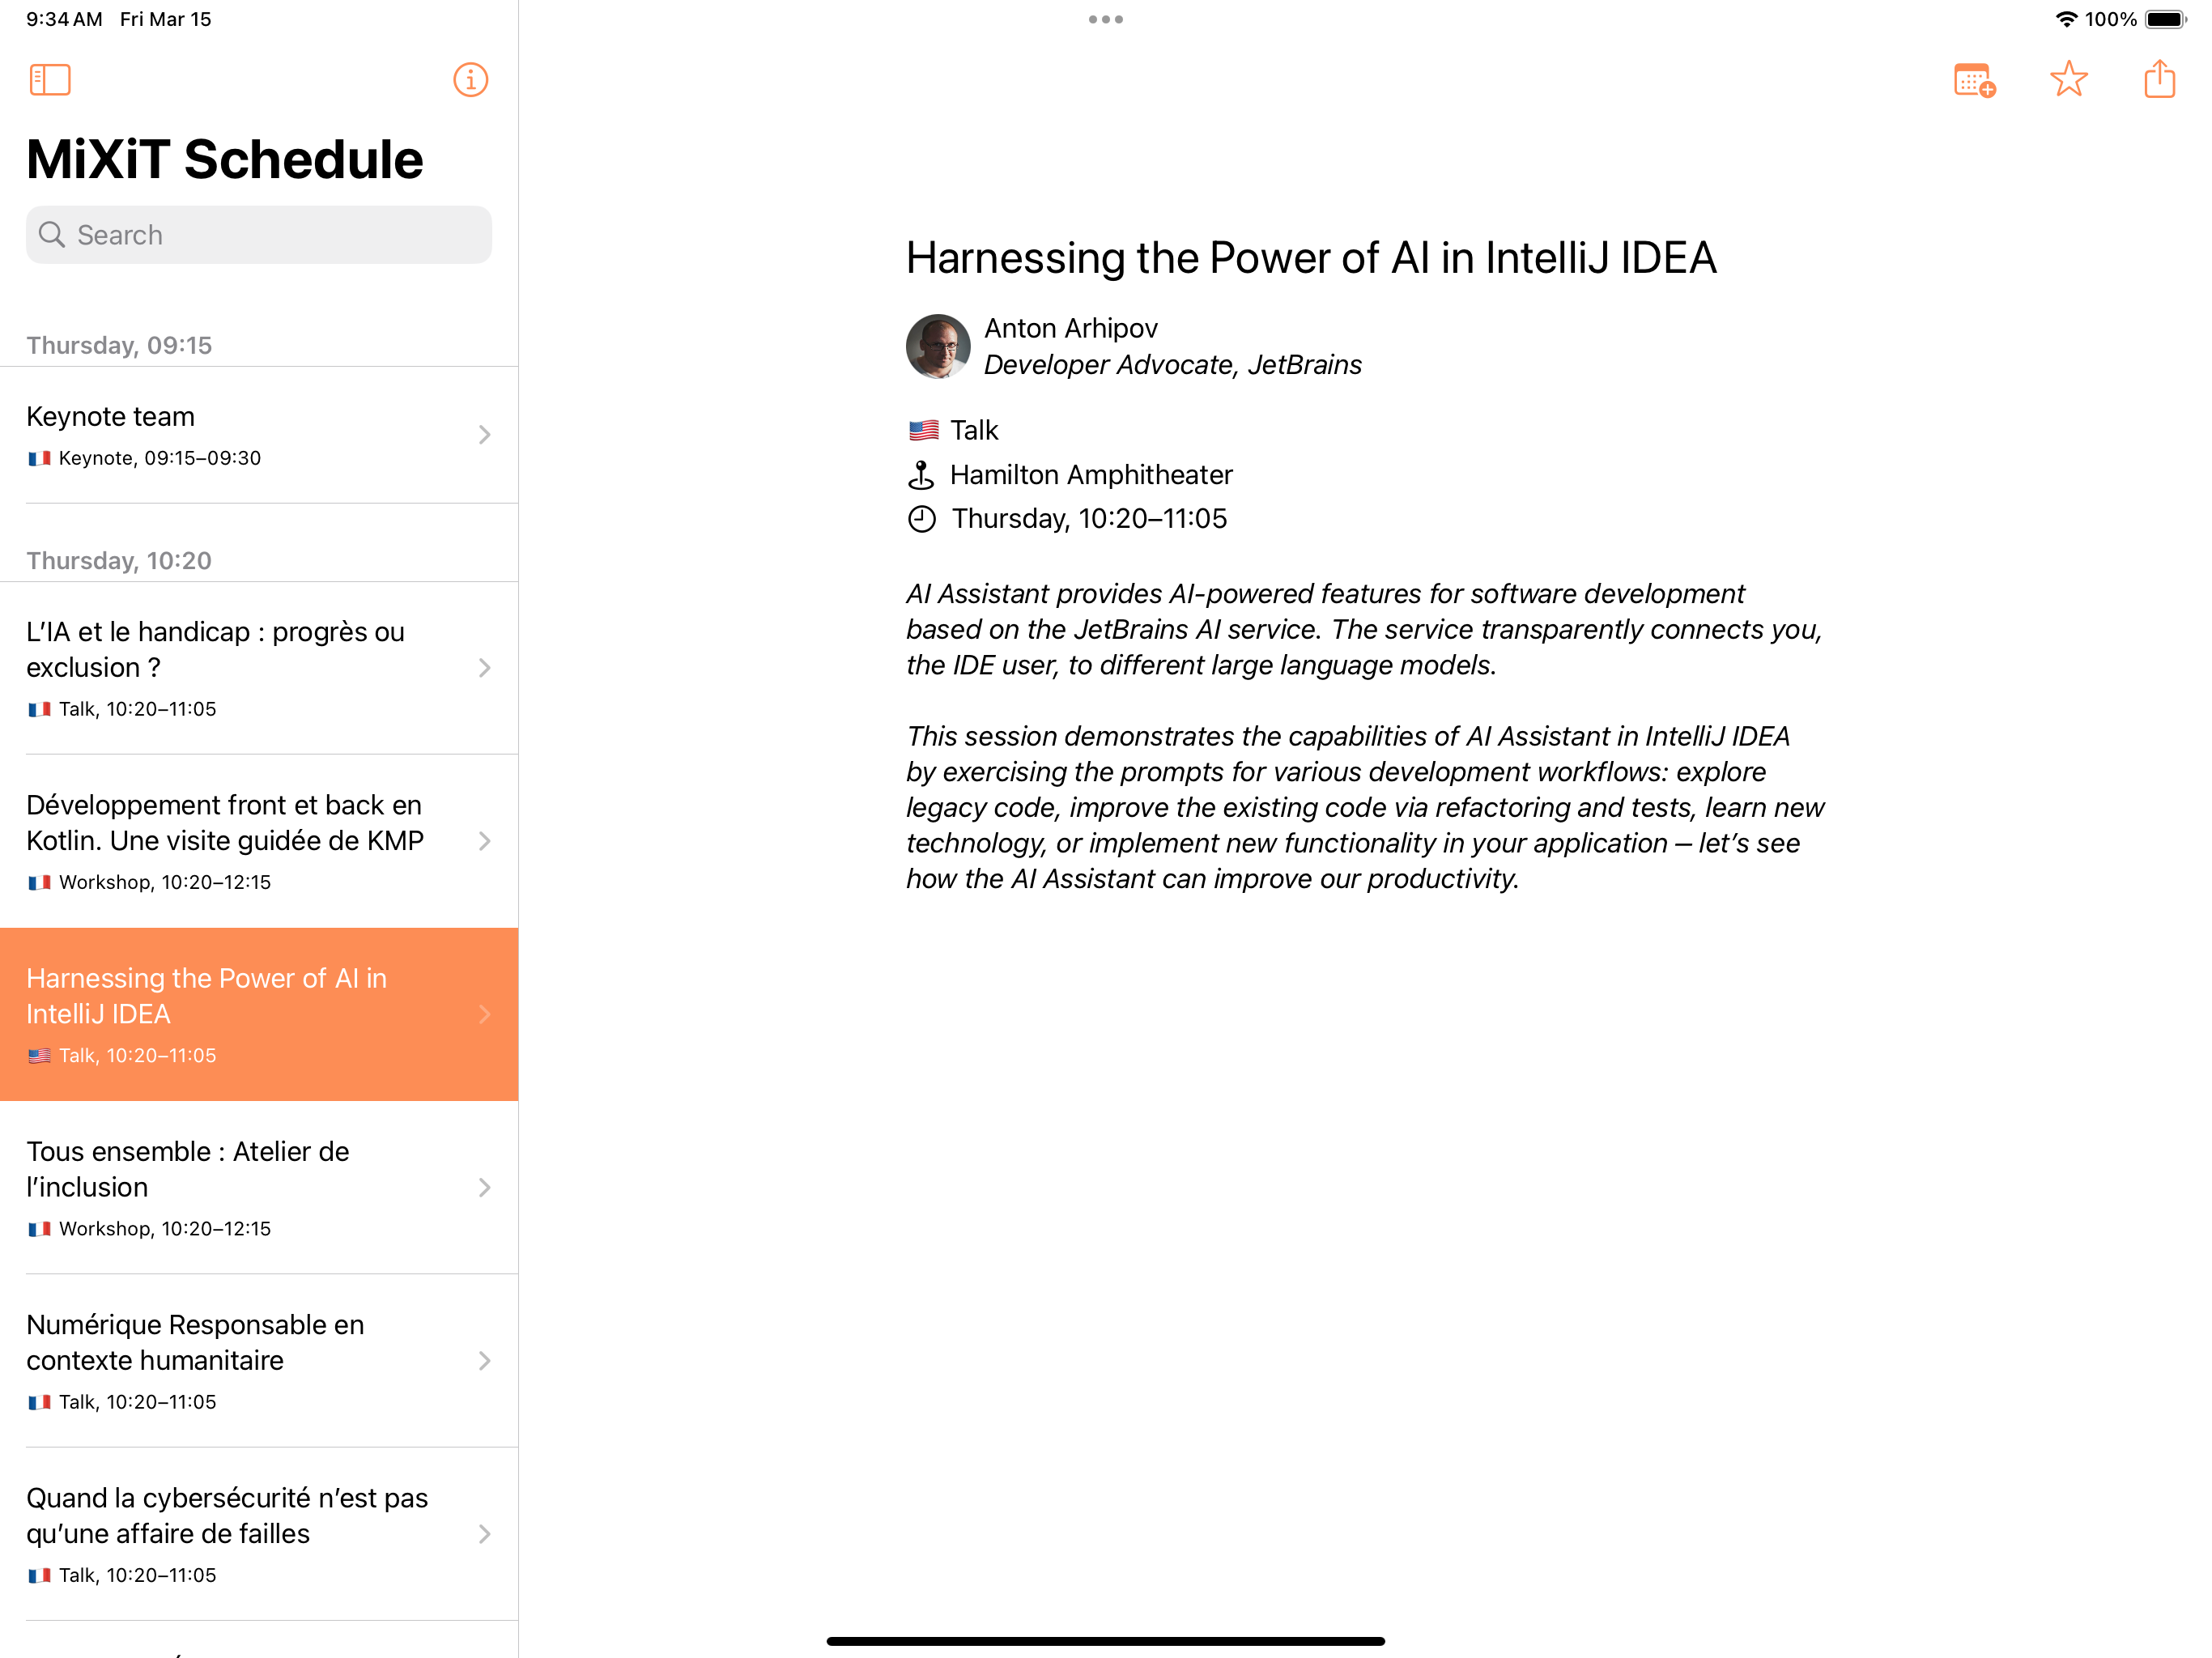 9:34 AM Fri Mar 15
100%
MiXiT Schedule
Search
Thursday, 09:15
Keynote team
Keynote, 09:15–09:30
Thursday, 10:20
L’IA et le handicap : progrès ou
exclusion ?
Talk, 10:20–11:05
Développement front et back en
Kotlin. Une visite guidée de KMP
Workshop, 10:20–12:15
Harnessing the Power of AI in
IntelliJ IDEA
Talk, 10:20–11:05
Tous ensemble : Atelier de
l’inclusion
Workshop, 10:20–12:15
Numérique Responsable en
contexte humanitaire
Talk, 10:20–11:05
Quand la cybersécurité n’est pas
qu’une affaire de failles
Talk, 10:20–11:05
Harnessing the Power of AI in IntelliJ IDEA
Anton Arhipov
Developer Advocate, JetBrains
Talk
Hamilton Amphitheater
Thursday, 10:20–11:05
AI Assistant provides AI-powered features for software development
based on the JetBrains AI service. The service transparently connects you,
the IDE user, to different large language models.
This session demonstrates the capabilities of AI Assistant in IntelliJ IDEA
by exercising the prompts for various development workflows: explore
legacy code, improve the existing code via refactoring and tests, learn new
technology, or implement new functionality in your application — let’s see
how the AI Assistant can improve our productivity.